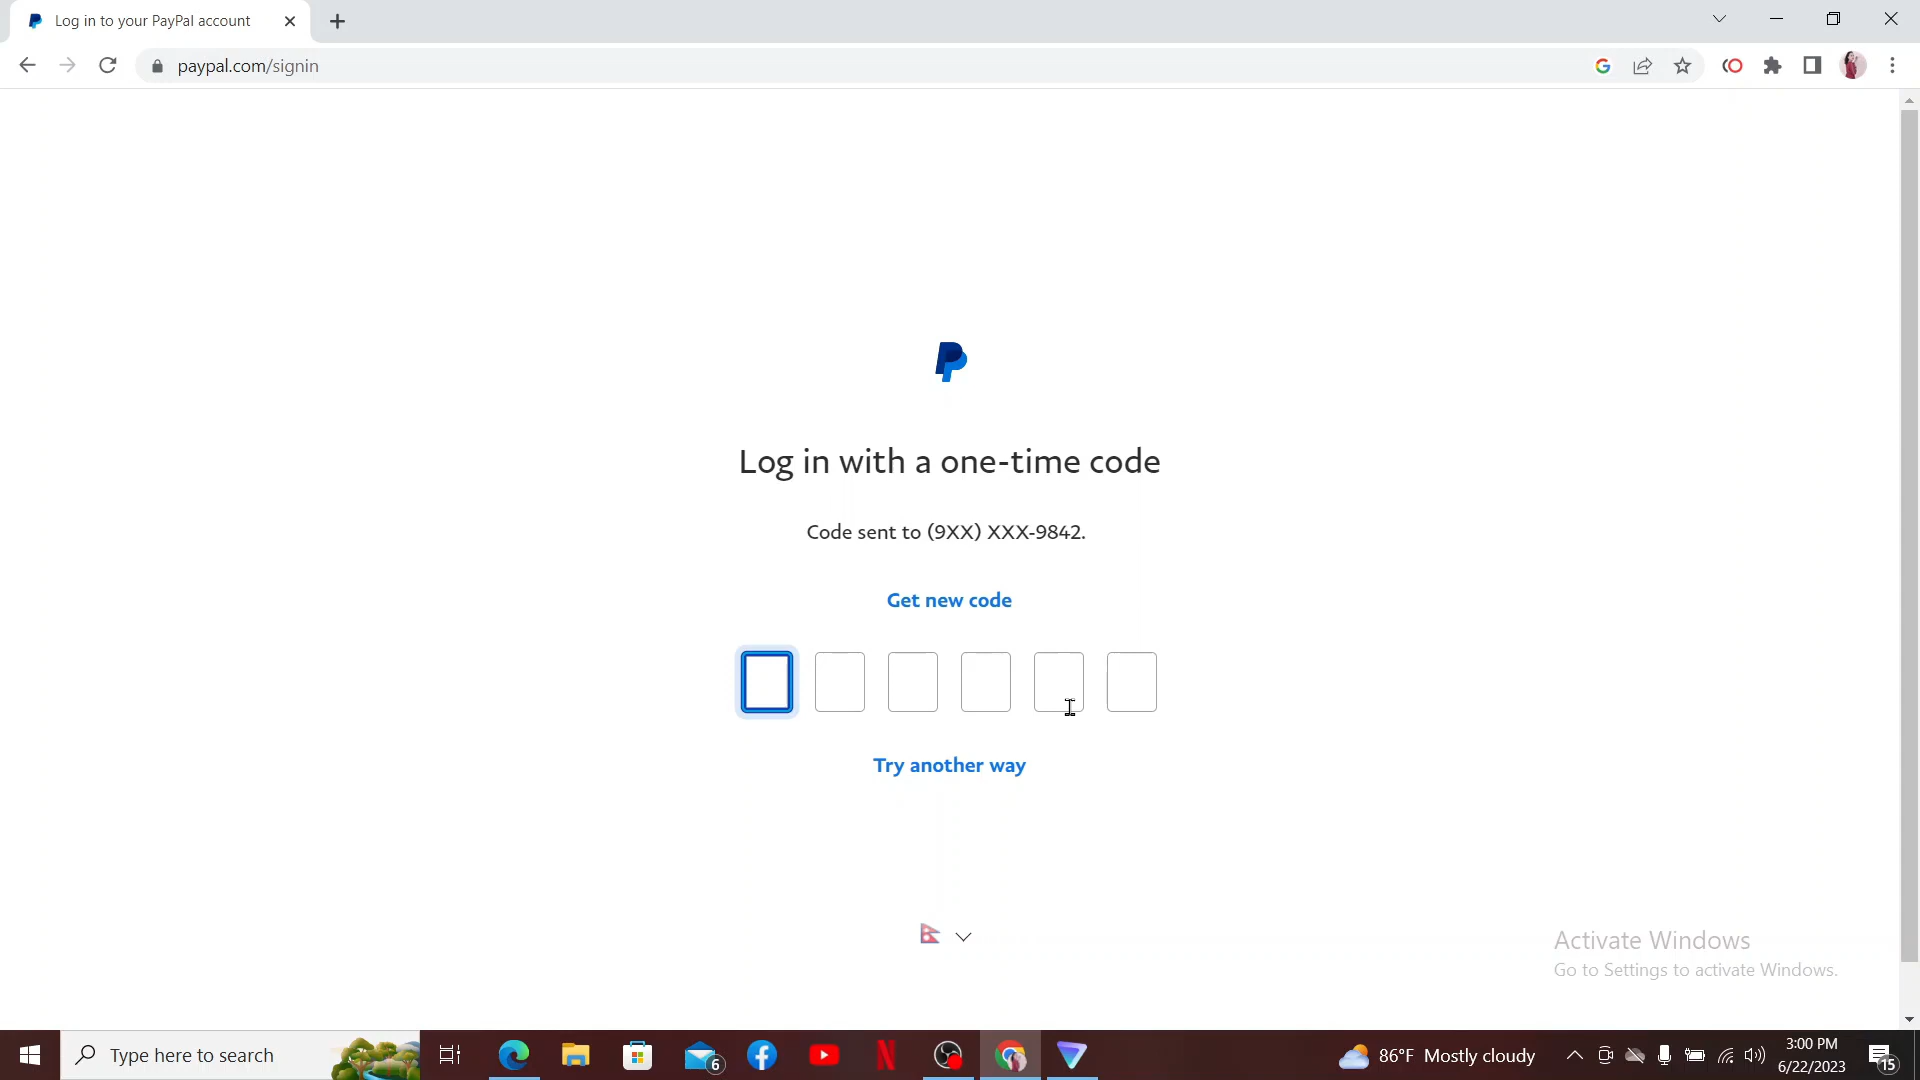 Log in to your PayPal account
paypal.com/signin
Log in with a one-time code
Code sent to (9XX) XXX-9842.
Get new code
Try another way
Activate Windows
Go to Settings to activate Windows.
Type here to search
6
86°F Mostly cloudy
3:00 PM
6/22/2023
15